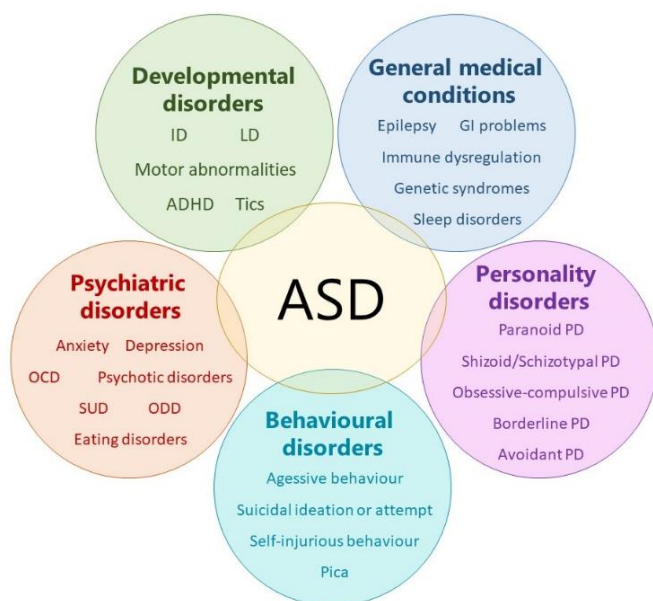 Developmental
disorders
ID LD
Motor abnormalities
ADHD Tics
General medical
conditions
Epilepsy GI problems
Immune dysregulation
Genetic syndromes
Sleep disorders
Psychiatric
disorders
Anxiety Depression
OCD Psychotic disorders
SUD ODD
Eating disorders
ASD
Personality
disorders
Paranoid PD
Shizoid/Schizotypal PD
Obsessive-compulsive PD
Borderline PD
Avoidant PD
Behavioural
disorders
Agessive behaviour
Suicidal ideation or attempt
Self-injurious behaviour
Pica